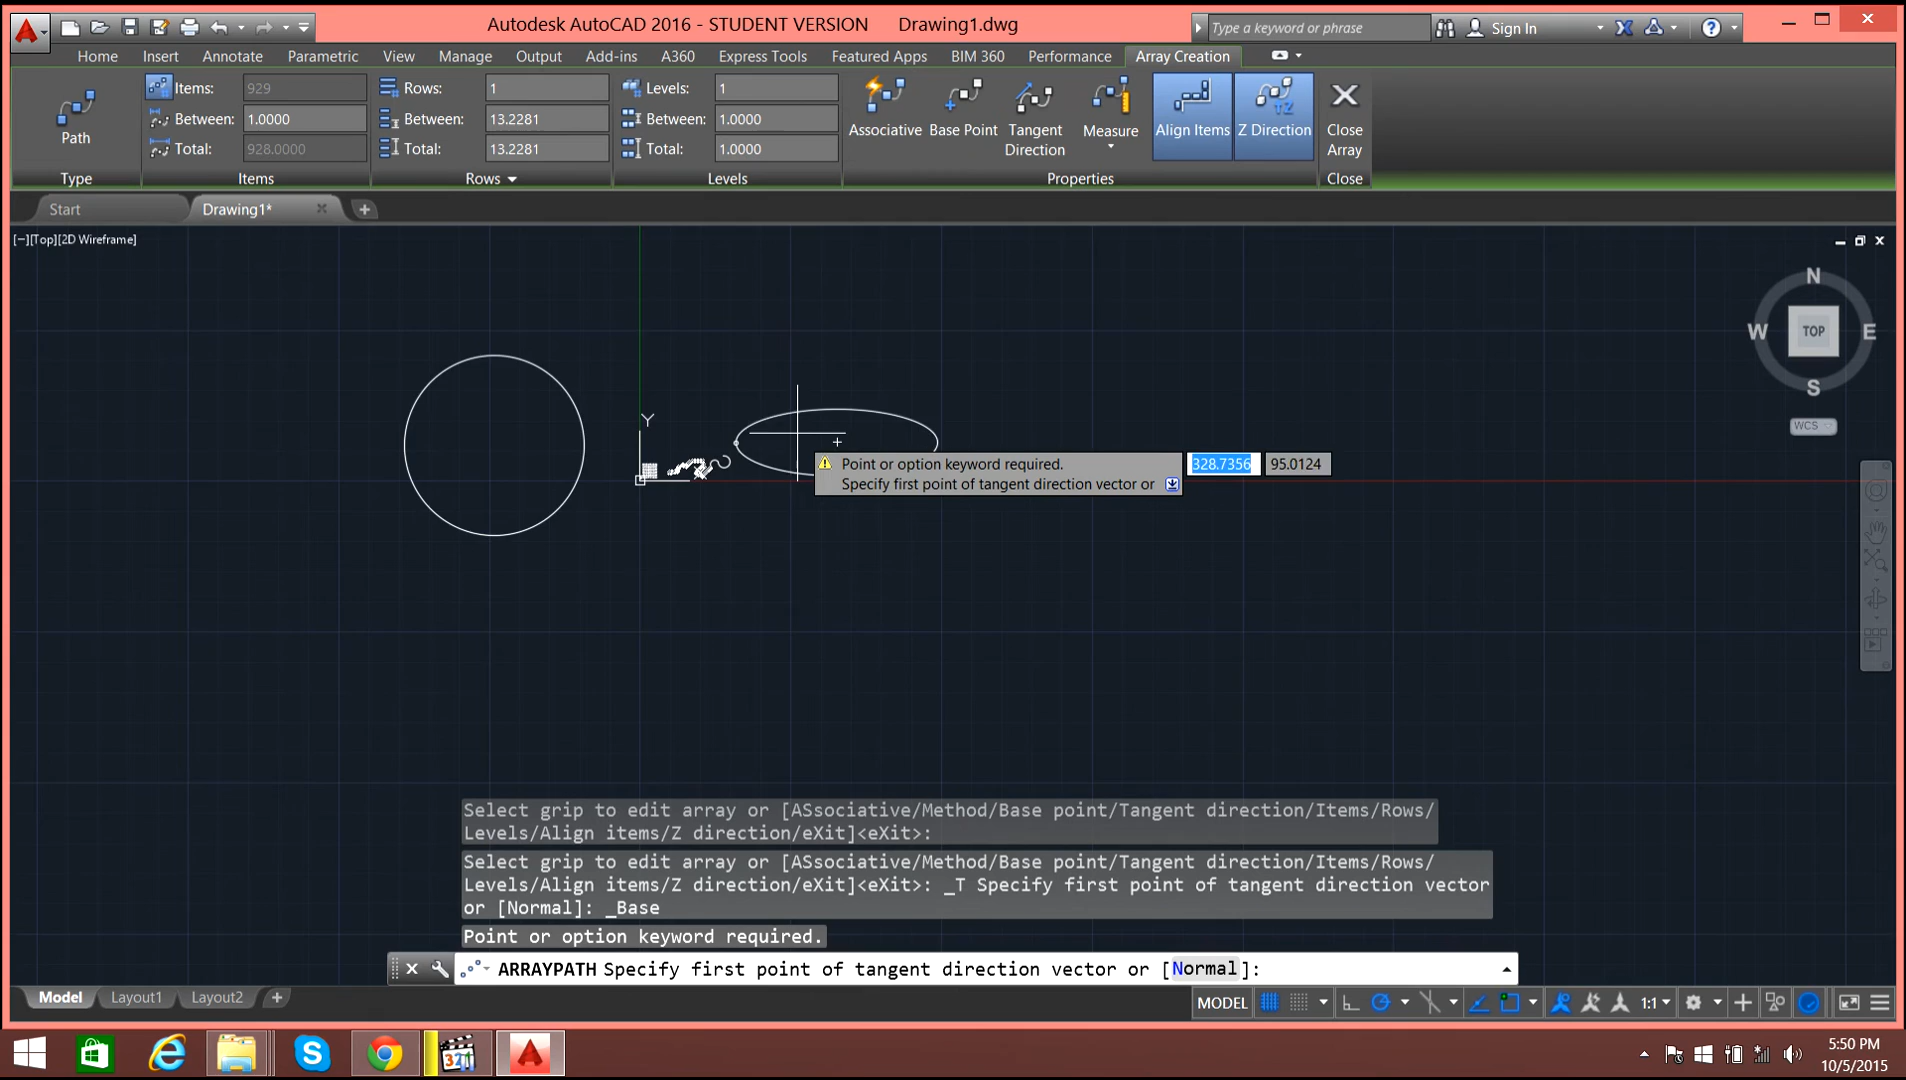 Autodesk AutoCAD 2016 - STUDENT VERSION Drawing1.dwg
Type a keyword or phrase
Sign In
Home Insert Annotate Parametric View Manage Output Add-ins A360 Express Tools Featured Apps BIM 360 Performance Array Creation
Items: 929 Rows: 1 Levels: 1
Between: 1.0000 Between: 13.2281 Between: 1.0000
Total: 928.0000 Total: 13.2281 Total: 1.0000
Path
Associative Base Point Tangent Direction Measure Align Items Z Direction Close Array
Type Items Rows Levels Properties Close
Start Drawing1*
[−][Top][2D Wireframe]
N
W TOP E
S
WCS
Y
Point or option keyword required. 328.7356 95.0124
Specify first point of tangent direction vector or
Select grip to edit array or [ASsociative/Method/Base point/Tangent direction/Items/Rows/
Levels/Align items/Z direction/eXit]<eXit>:
Select grip to edit array or [ASsociative/Method/Base point/Tangent direction/Items/Rows/
Levels/Align items/Z direction/eXit]<eXit>: _T Specify first point of tangent direction vector
or [Normal]: _Base
Point or option keyword required.
ARRAYPATH Specify first point of tangent direction vector or [Normal]:
Model Layout1 Layout2
MODEL 1:1
321
5:50 PM
10/5/2015